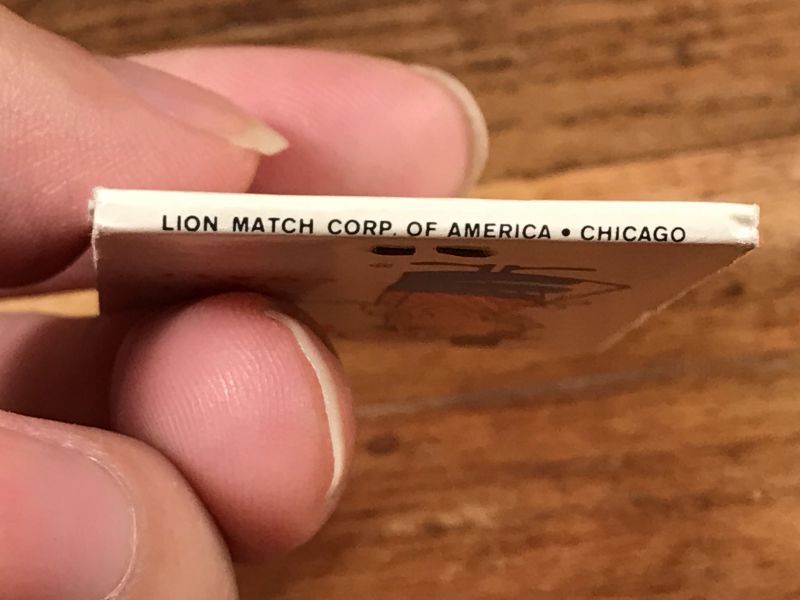 LION MATCH CORP. OF AMERICA • CHICAGO